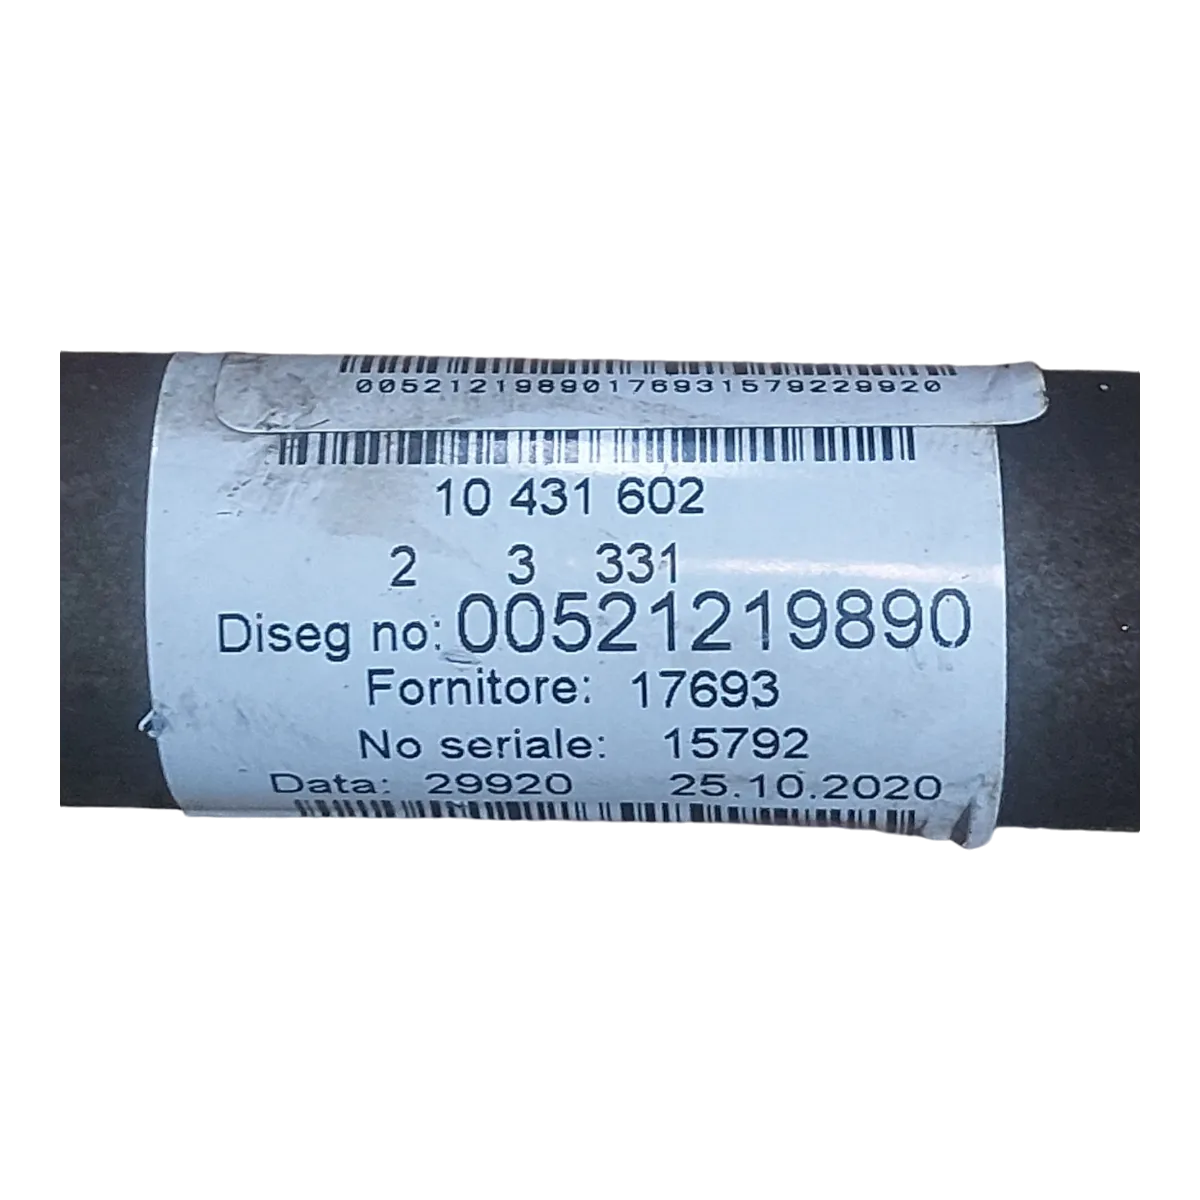 00521219890176931579229920
10 431 602
2 3 331
Diseg no: 00521219890
Fornitore: 17693
No seriale: 15792
Data: 29920 25.10.2020